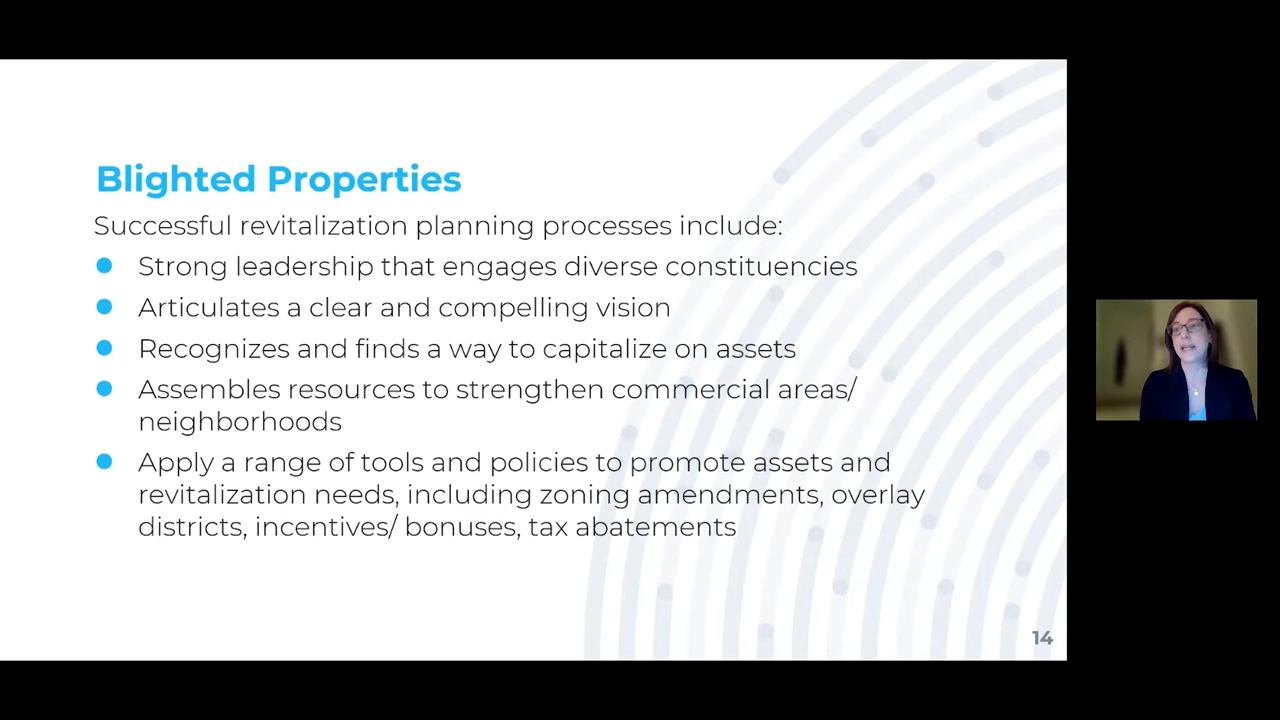 Blighted Properties
Successful revitalization planning processes include:
Strong leadership that engages diverse constituencies
Articulates a clear and compelling vision
Recognizes and finds a way to capitalize on assets
Assembles resources to strengthen commercial areas/
neighborhoods
Apply a range of tools and policies to promote assets and
revitalization needs, including zoning amendments, overlay
districts, incentives/ bonuses, tax abatements
14